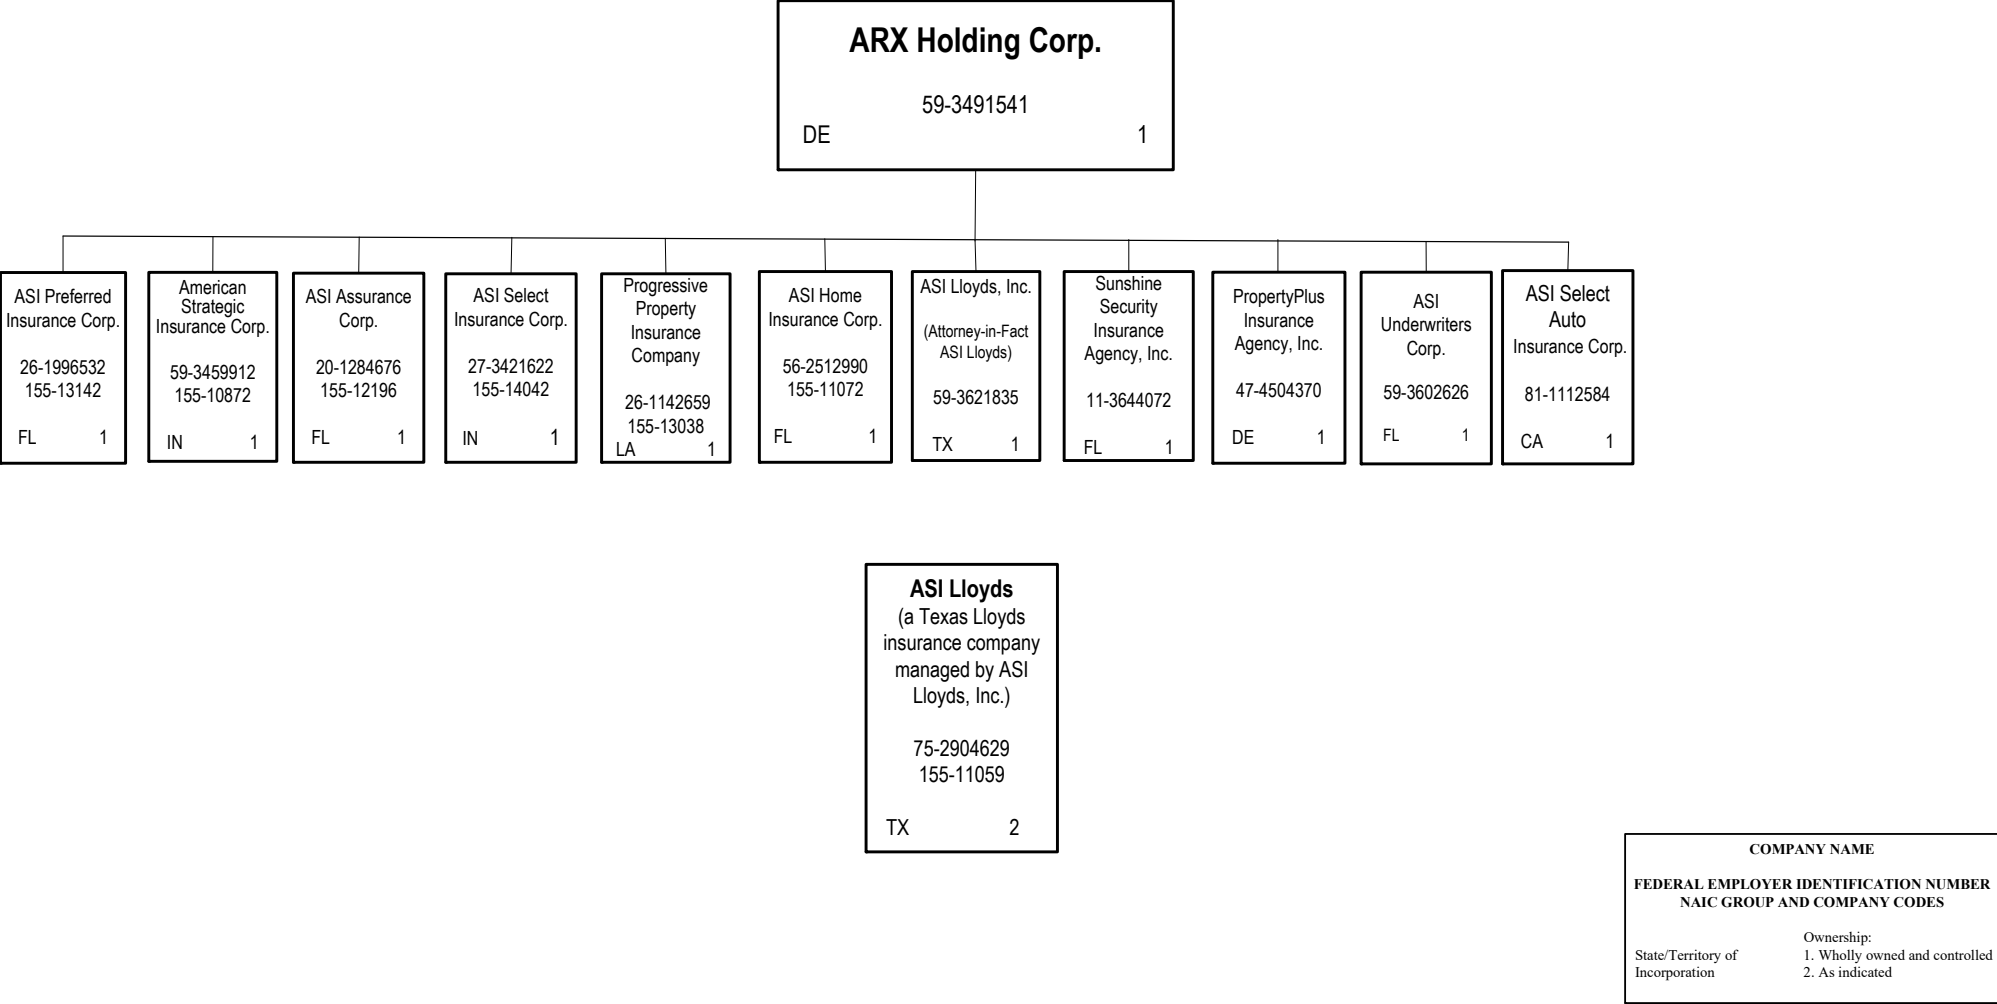 ARX Holding Corp.
59-3491541
DE 1
ASI Preferred
Insurance Corp.
26-1996532
155-13142
FL 1
American
Strategic
Insurance Corp.
59-3459912
155-10872
IN 1
ASI Assurance
Corp.
20-1284676
155-12196
FL 1
ASI Select
Insurance Corp.
27-3421622
155-14042
IN 1
Progressive
Property
Insurance
Company
26-1142659
155-13038
LA 1
ASI Home
Insurance Corp.
56-2512990
155-11072
FL 1
ASI Lloyds, Inc.
(Attorney-in-Fact
ASI Lloyds)
59-3621835
TX 1
Sunshine
Security
Insurance
Agency, Inc.
11-3644072
FL 1
PropertyPlus
Insurance
Agency, Inc.
47-4504370
DE 1
ASI
Underwriters
Corp.
59-3602626
FL 1
ASI Select
Auto
Insurance Corp.
81-1112584
CA 1
ASI Lloyds
(a Texas Lloyds
insurance company
managed by ASI
Lloyds, Inc.)
75-2904629
155-11059
TX 2
COMPANY NAME
FEDERAL EMPLOYER IDENTIFICATION NUMBER
NAIC GROUP AND COMPANY CODES
Ownership:
State/Territory of 1. Wholly owned and controlled
Incorporation 2. As indicated